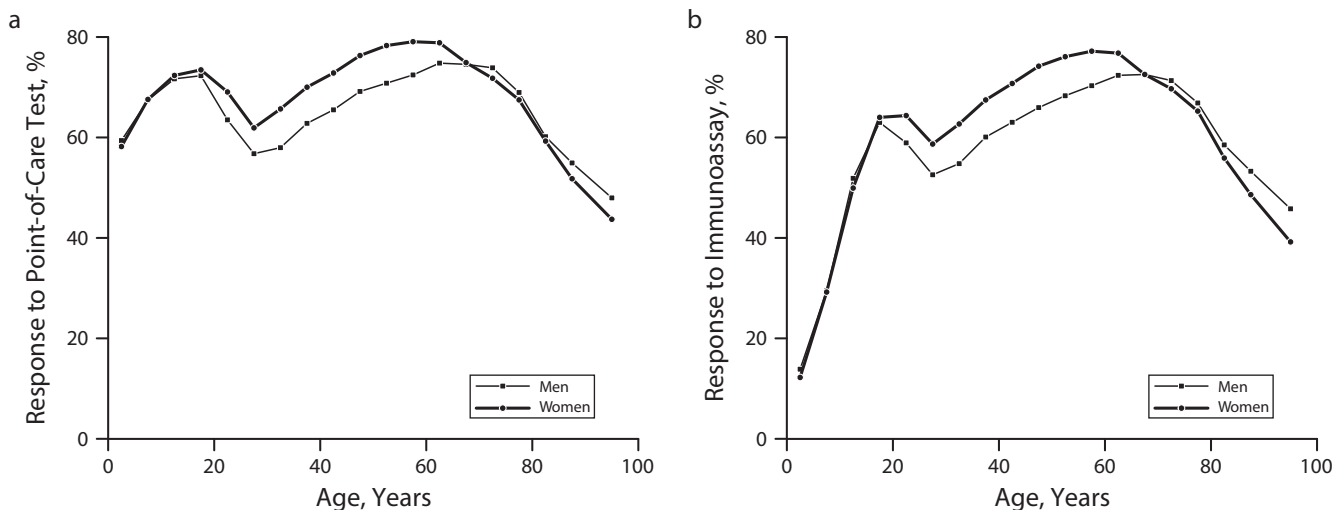 a
Response to Point-of-Care Test, %
80
60
40
20
0
0 20 40 60 80 100
Age, Years
Men
Women
b
Response to Immunoassay, %
80
60
40
20
0
0 20 40 60 80 100
Age, Years
Men
Women